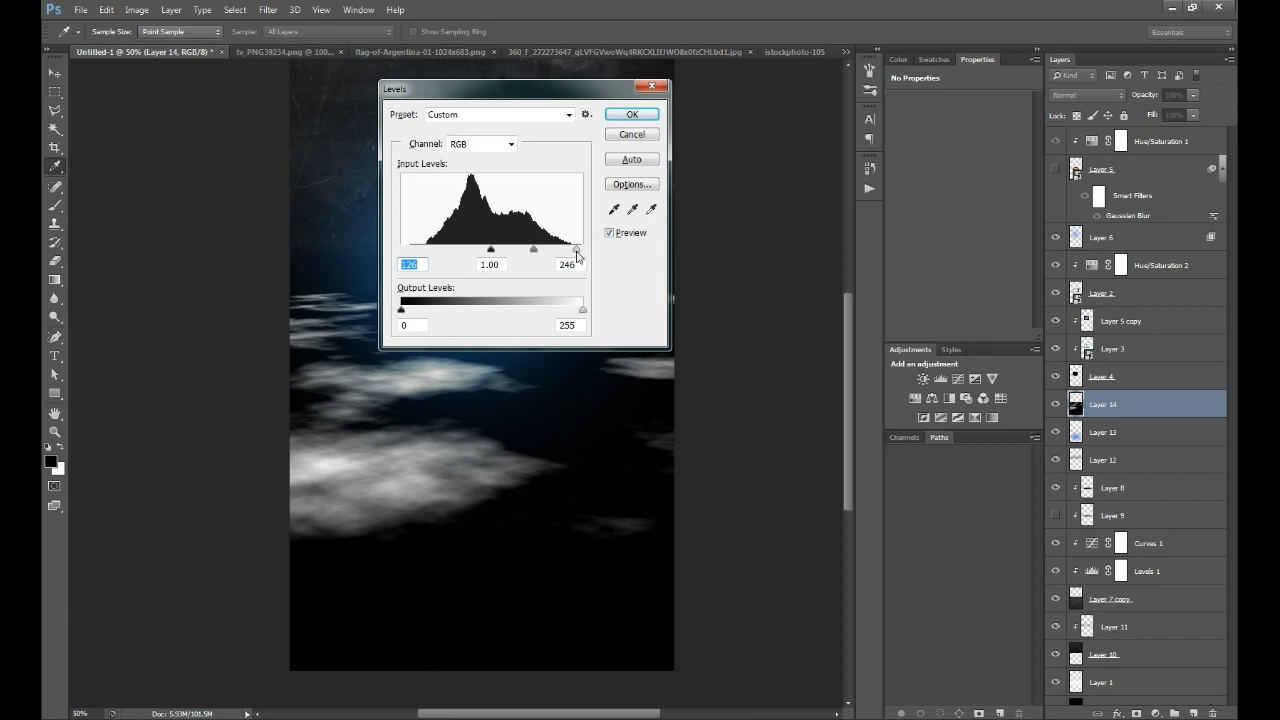 Ps File Edit Image Layer Type Select Filter 3D View Window Help
Sample Size: Point Sample Sample: All Layers Show Sampling Ring Essentials
Untitled-1 @ 50% (Layer 14, RGB/8) * × tv_PNG39234.png @ 100... × flag-of-Argentina-01-1024x683.png × 360_F_272273647_qLVFGVwoWq4RKCXLIfJWO8x0fzCHLbd1.jpg × istockphoto-105 >>
Levels
Preset: Custom
OK
Cancel
Channel: RGB
Auto
Input Levels:
Options...
Preview
126 1.00 246
Output Levels:
0 255
Color Swatches Properties
No Properties
Adjustments Styles
Add an adjustment
Channels Paths
Layers
Kind
Normal Opacity: 100%
Lock: Fill: 100%
Hue/Saturation 1
Layer 5
Smart Filters
Gaussian Blur
Layer 6
Hue/Saturation 2
Layer 2
Layer 5 copy
Layer 3
Layer 4
Layer 14
Layer 13
Layer 12
Layer 8
Layer 9
Curves 1
Levels 1
Layer 7 copy
Layer 11
Layer 10
Layer 1
50% Doc: 5.93M/101.5M